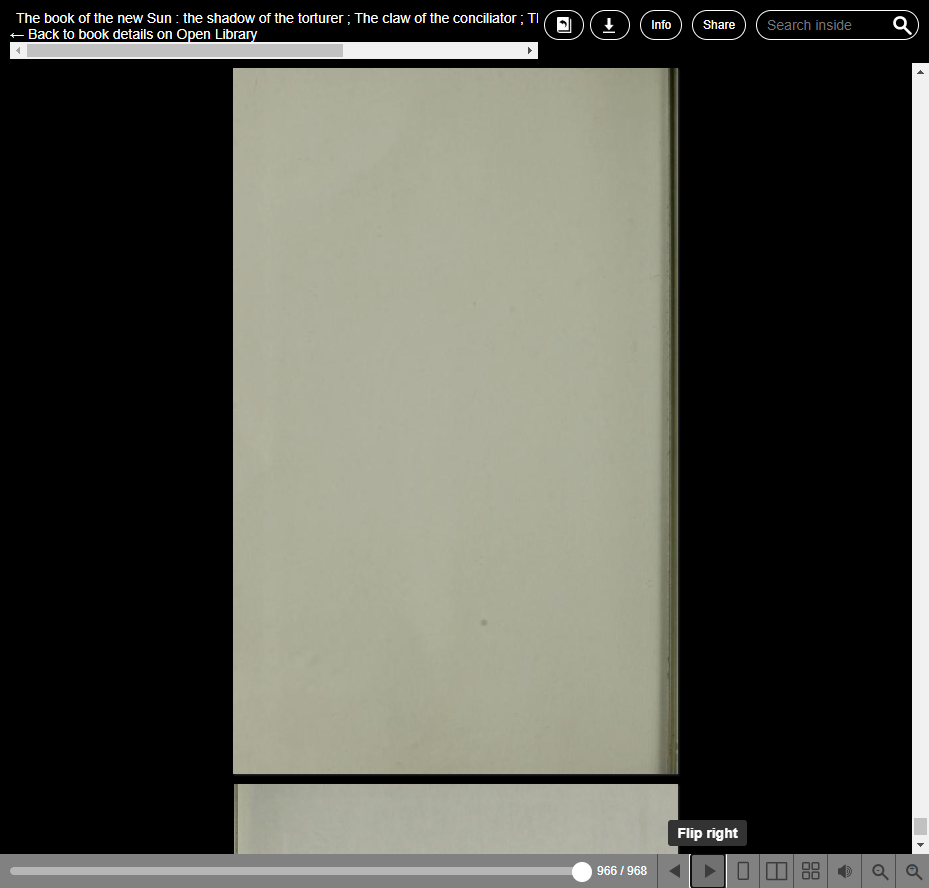 The book of the new Sun : the shadow of the torturer ; The claw of the conciliator ;
← Back to book details on Open Library
Info
Share
Search inside
Flip right
966 / 968